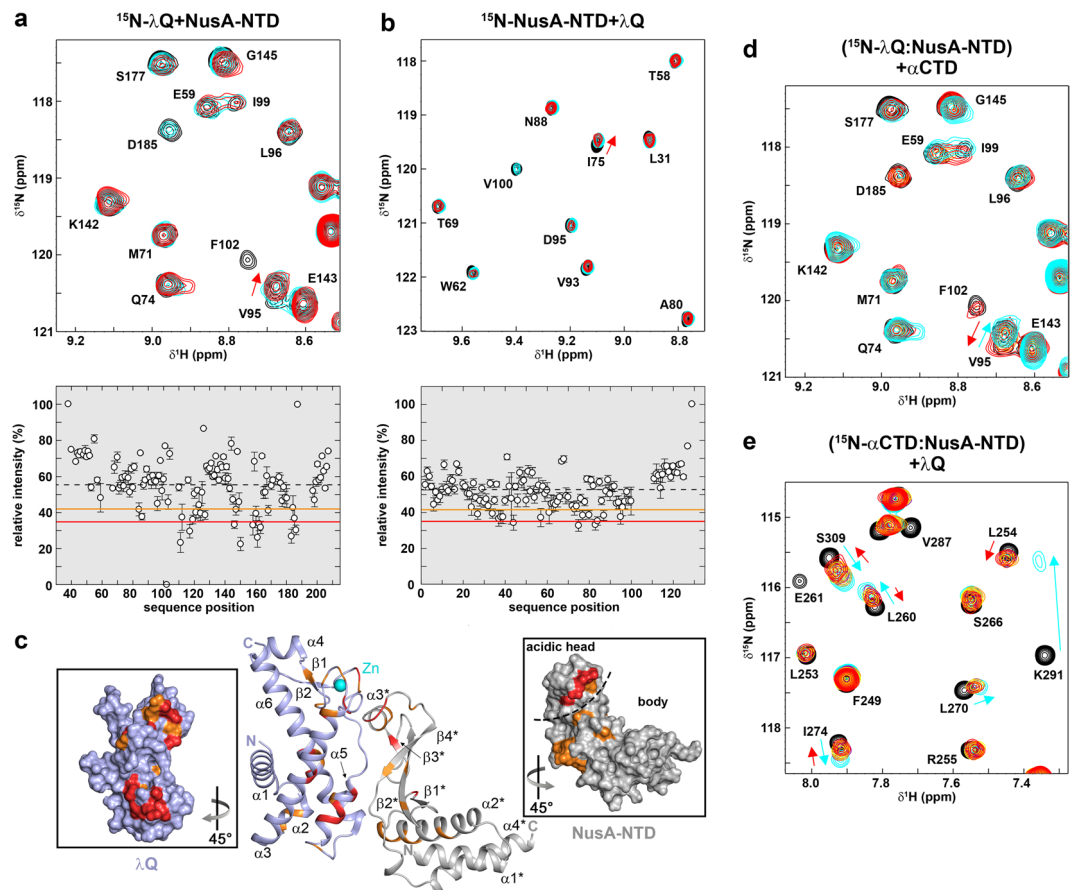 a
¹⁵N-λQ+NusA-NTD
S177
G145
118
E59
I99
D185
L96
δ¹⁵N (ppm)
119
K142
M71
F102
120
Q74
V95
E143
121
9.2
9.0
8.8
8.6
δ¹H (ppm)
100
80
60
40
20
0
relative intensity (%)
40
60
80
100
120
150
160
180
200
sequence position
b
¹⁵N-NusA-NTD+λQ
118
T58
N88
119
I75
L31
V100
120
δ¹⁵N (ppm)
T69
121
D95
W62
V93
122
A80
123
9.6
9.4
9.2
9.0
8.8
δ¹H (ppm)
100
80
60
40
20
0
relative intensity (%)
0
20
40
60
80
100
120
sequence position
c
45°
λQ
C
α4
β1
Zn
β2
α3*
α6
β4*
N
α5
β3*
α1
β2*
β1*
α2
α2*
N
α4*
C
α3
α1*
acidic head
body
45°
NusA-NTD
d
(¹⁵N-λQ:NusA-NTD)
+αCTD
G145
S177
118
E59
I99
D185
L96
δ¹⁵N (ppm)
119
K142
M71
F102
120
E143
Q74
V95
121
9.2
9.0
8.8
8.6
δ¹H (ppm)
e
(¹⁵N-αCTD:NusA-NTD)
+λQ
115
S309
V287
L254
116
E261
L260
S266
δ¹⁵N (ppm)
117
L253
F249
K291
L270
I274
118
R255
8.0
7.8
7.6
7.4
δ¹H (ppm)